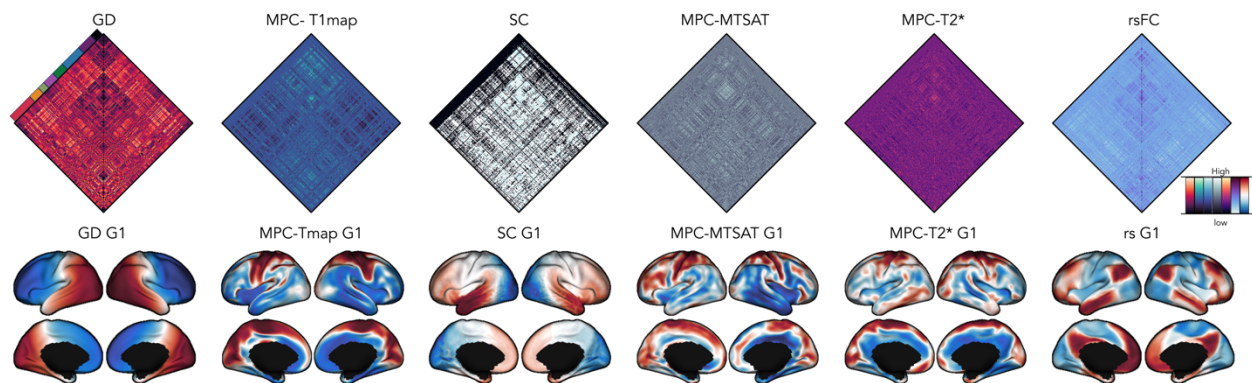 GD MPC- T1map SC MPC-MTSAT MPC-T2* rsFC
High
low
GD G1 MPC-Tmap G1 SC G1 MPC-MTSAT G1 MPC-T2* G1 rs G1